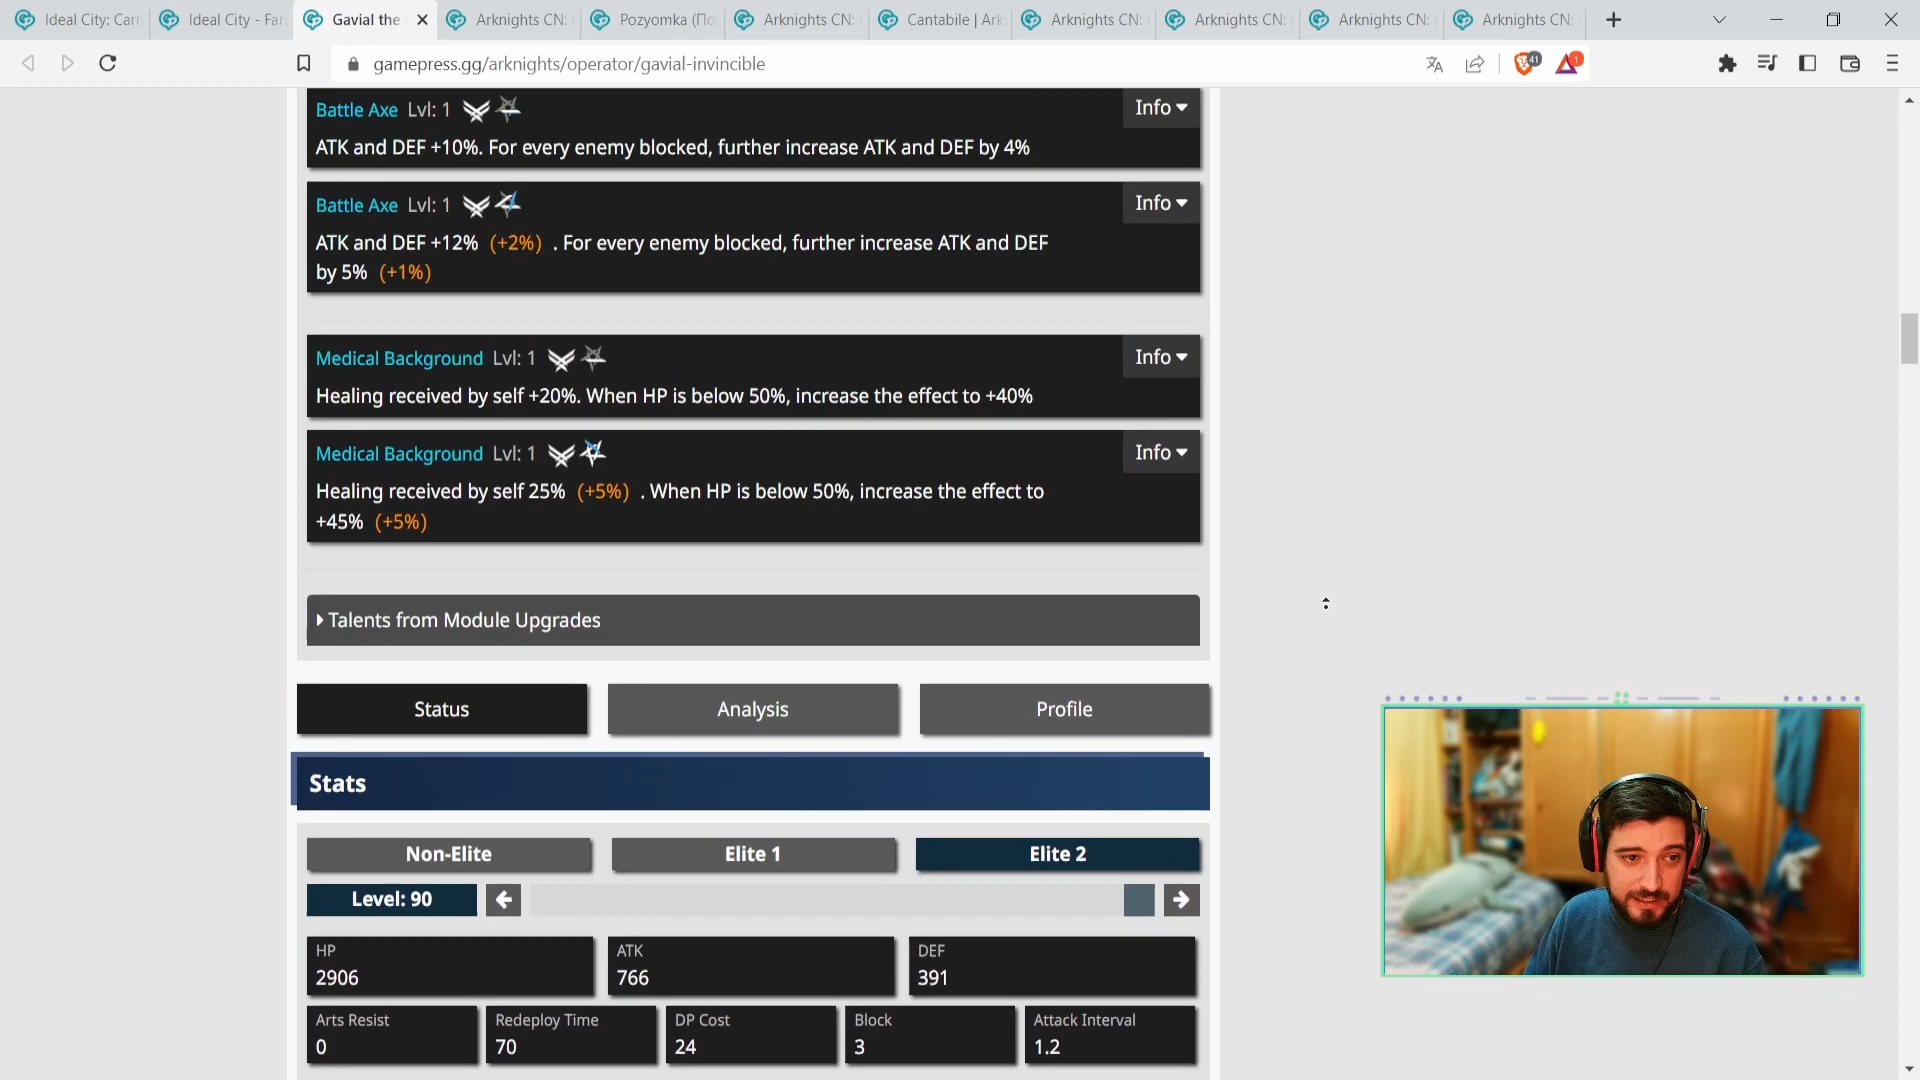 Ideal City: Carn
Ideal City - Far
Gavial the
Arknights CN:
Pozyomka (По
Arknights CN:
Cantabile | Ark
Arknights CN:
Arknights CN:
Arknights CN:
Arknights CN:
gamepress.gg/arknights/operator/gavial-invincible
41
1
Battle Axe Lvl: 1
Info
ATK and DEF +10%. For every enemy blocked, further increase ATK and DEF by 4%
Battle Axe Lvl: 1
Info
ATK and DEF +12% (+2%) . For every enemy blocked, further increase ATK and DEF
by 5% (+1%)
Medical Background Lvl: 1
Info
Healing received by self +20%. When HP is below 50%, increase the effect to +40%
Medical Background Lvl: 1
Info
Healing received by self 25% (+5%) . When HP is below 50%, increase the effect to
+45% (+5%)
Talents from Module Upgrades
Status
Analysis
Profile
Stats
Non-Elite
Elite 1
Elite 2
Level: 90
HP
2906
ATK
766
DEF
391
Arts Resist
0
Redeploy Time
70
DP Cost
24
Block
3
Attack Interval
1.2